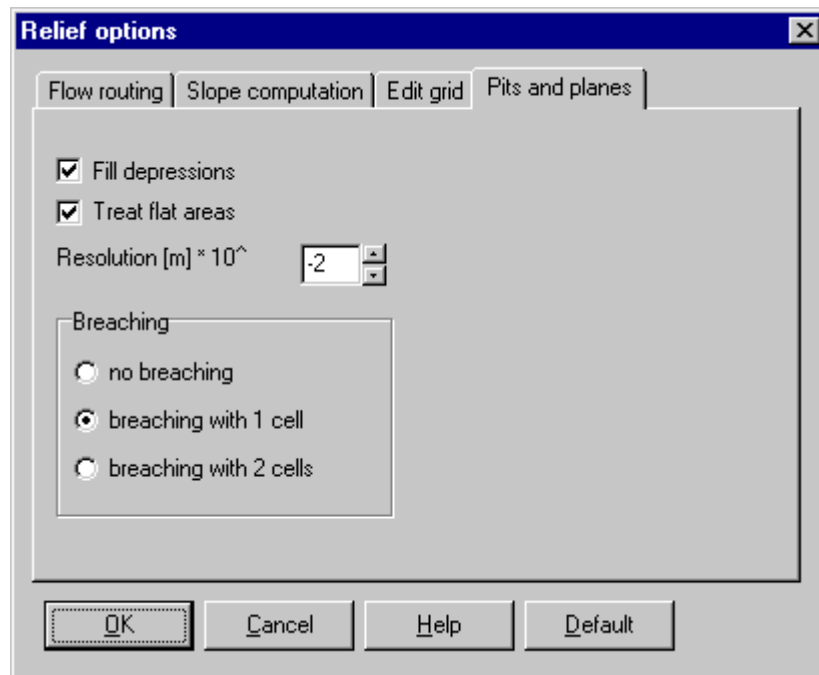 Relief options
Flow routing Slope computation Edit grid Pits and planes
Fill depressions
Treat flat areas
Resolution [m] * 10^ -2
Breaching
no breaching
breaching with 1 cell
breaching with 2 cells
OK Cancel Help Default